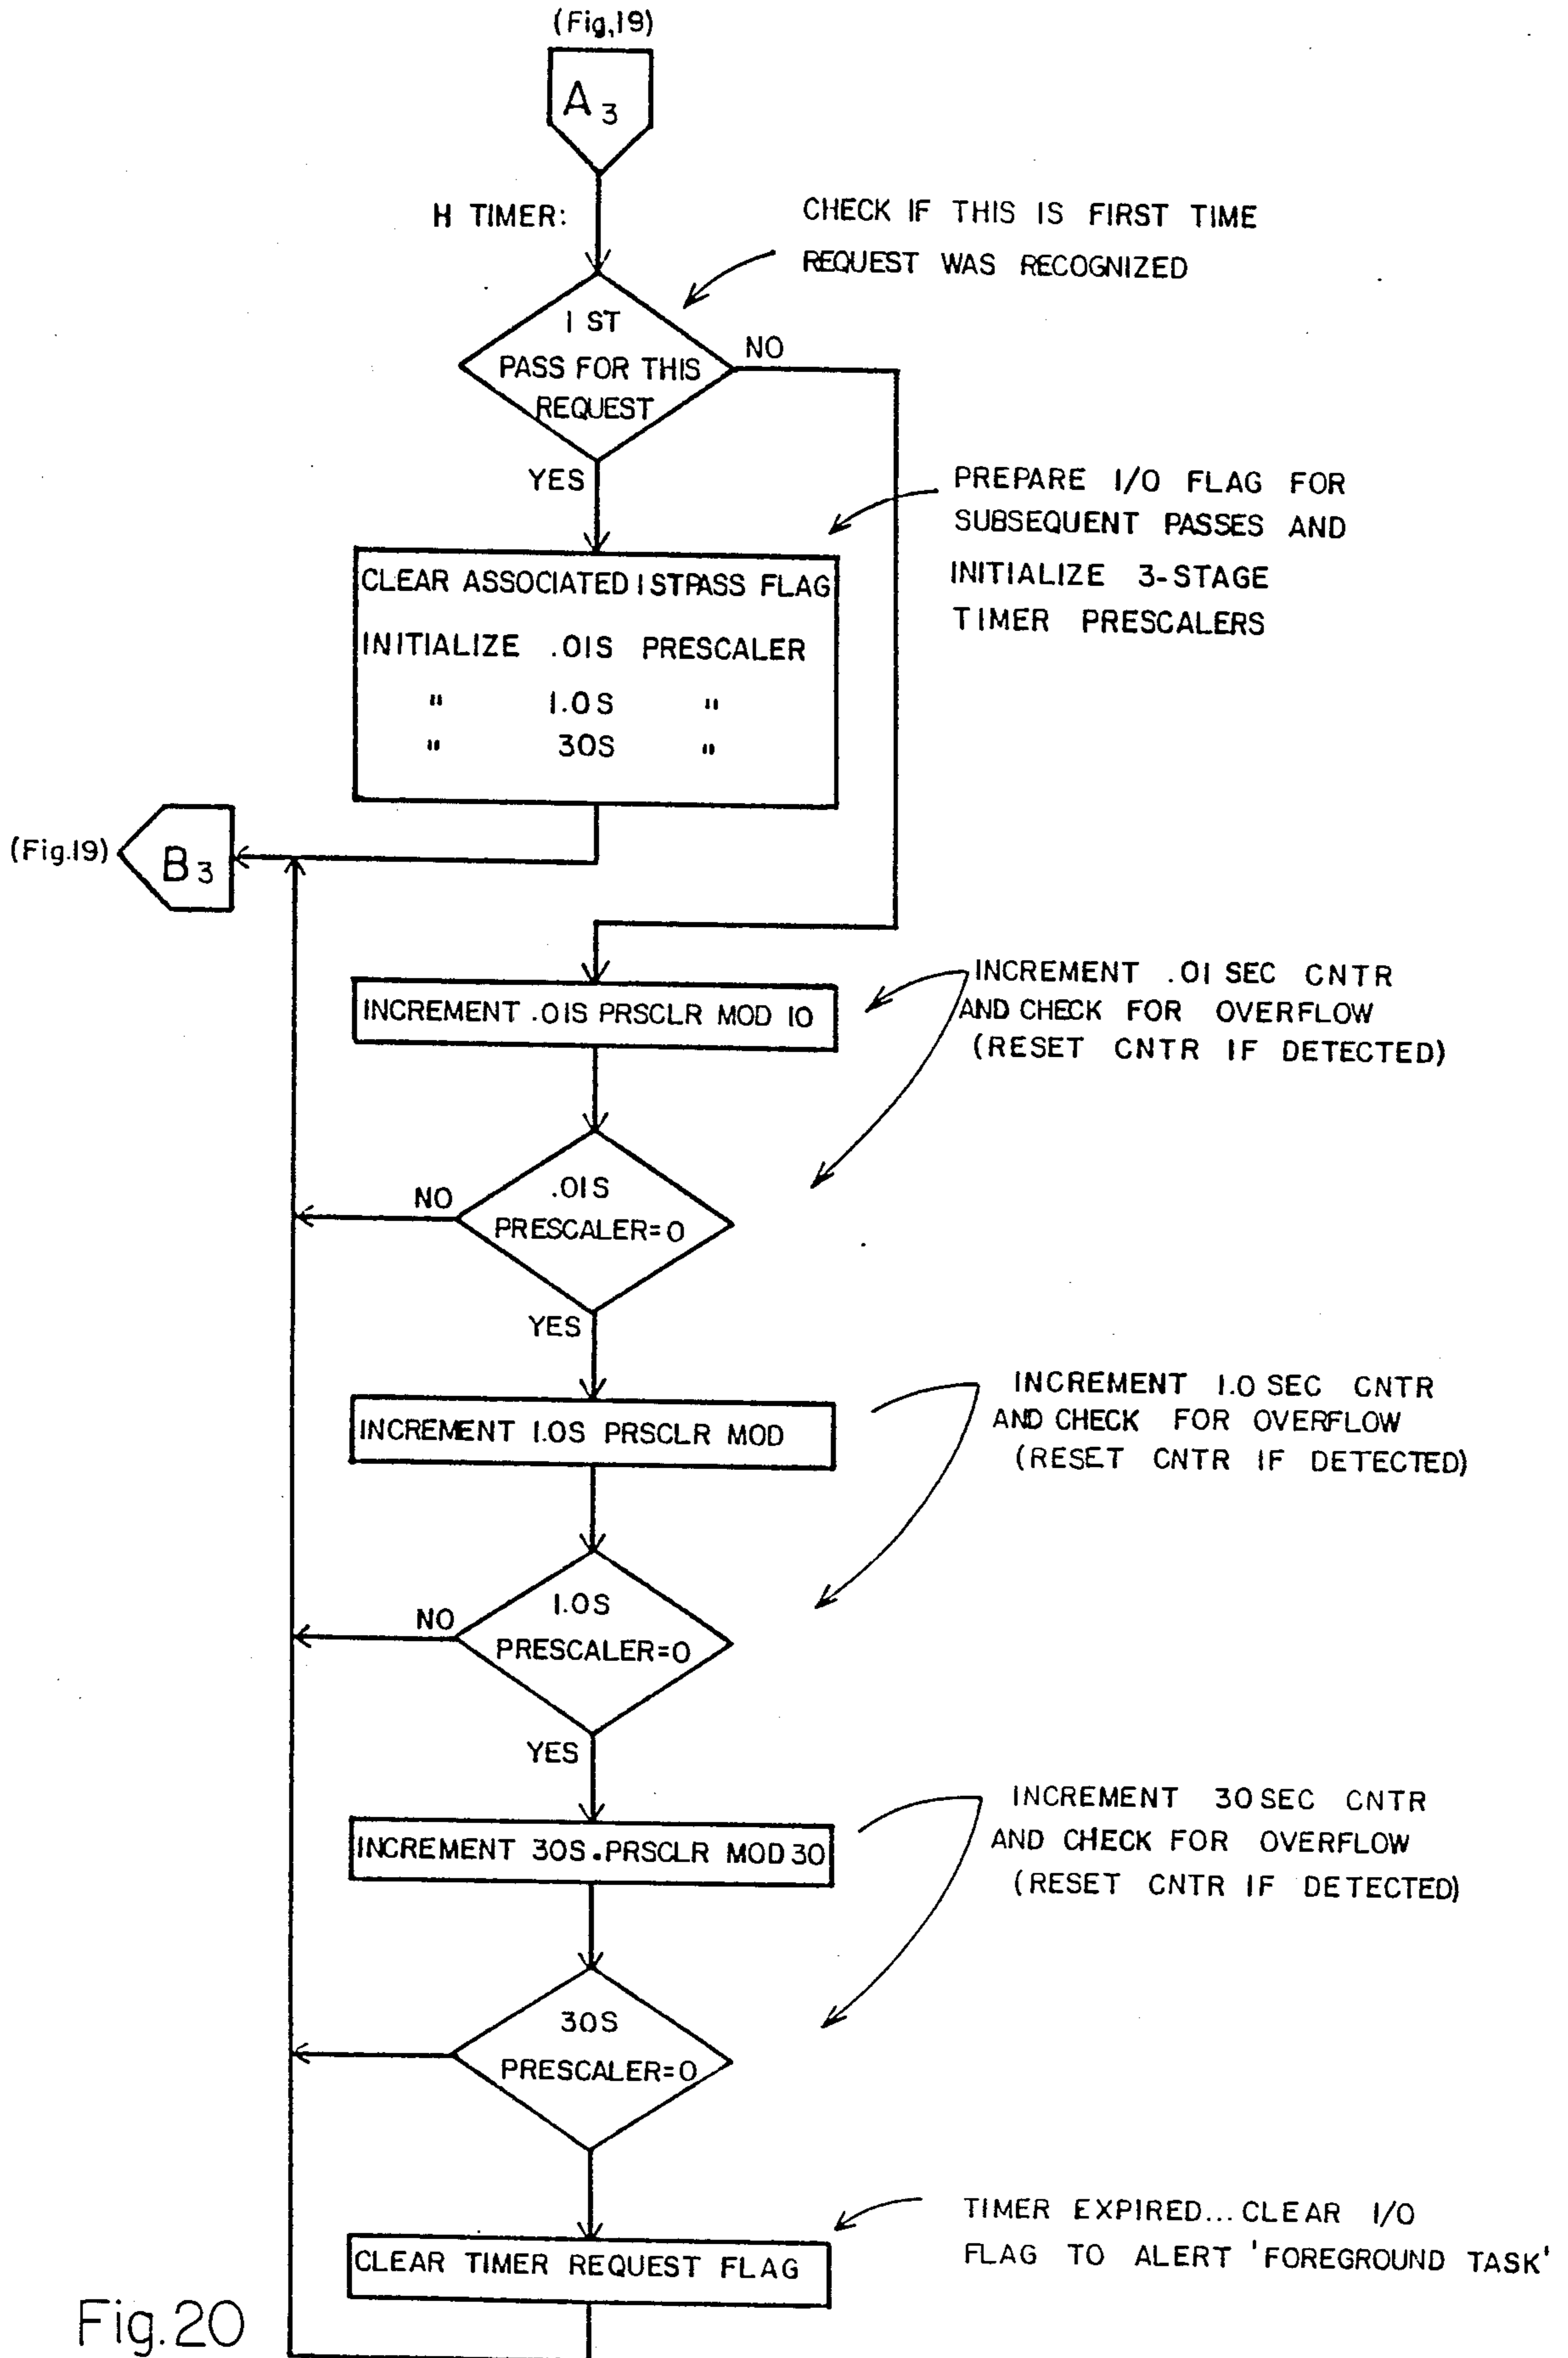 (Fig,19)
A3
H TIMER:
CHECK IF THIS IS FIRST TIME
REQUEST WAS RECOGNIZED
1 ST
PASS FOR THIS
REQUEST
NO
YES
PREPARE I/O FLAG FOR
SUBSEQUENT PASSES AND
INITIALIZE 3-STAGE
TIMER PRESCALERS
CLEAR ASSOCIATED 1STPASS FLAG
INITIALIZE .01S PRESCALER
" 1.0S "
" 30S "
(Fig.19)
B3
INCREMENT .01S PRSCLR MOD 10
INCREMENT .01 SEC CNTR
AND CHECK FOR OVERFLOW
(RESET CNTR IF DETECTED)
.01S
PRESCALER=0
NO
YES
INCREMENT 1.0S PRSCLR MOD
INCREMENT 1.0 SEC CNTR
AND CHECK FOR OVERFLOW
(RESET CNTR IF DETECTED)
1.0S
PRESCALER=0
NO
YES
INCREMENT 30S.PRSCLR MOD 30
INCREMENT 30SEC CNTR
AND CHECK FOR OVERFLOW
(RESET CNTR IF DETECTED)
30S
PRESCALER=0
CLEAR TIMER REQUEST FLAG
TIMER EXPIRED...CLEAR I/O
FLAG TO ALERT 'FOREGROUND TASK'
Fig.20